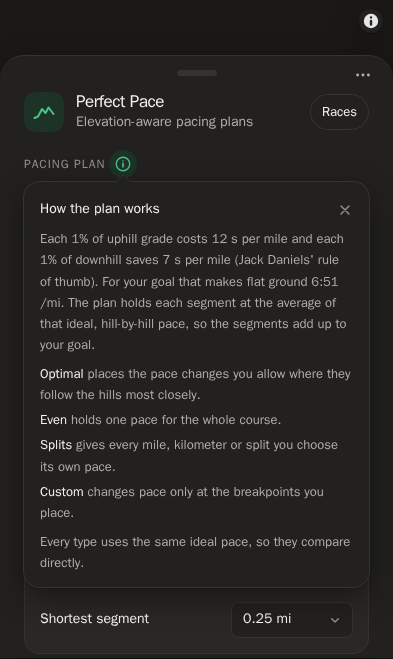 Perfect Pace
Elevation-aware pacing plans
Races
PACING PLAN
How the plan works
Each 1% of uphill grade costs 12 s per mile and each
1% of downhill saves 7 s per mile (Jack Daniels' rule
of thumb). For your goal that makes flat ground 6:51
/mi. The plan holds each segment at the average of
that ideal, hill-by-hill pace, so the segments add up to
your goal.
Optimal places the pace changes you allow where they
follow the hills most closely.
Even holds one pace for the whole course.
Splits gives every mile, kilometer or split you choose
its own pace.
Custom changes pace only at the breakpoints you
place.
Every type uses the same ideal pace, so they compare
directly.
Shortest segment
0.25 mi